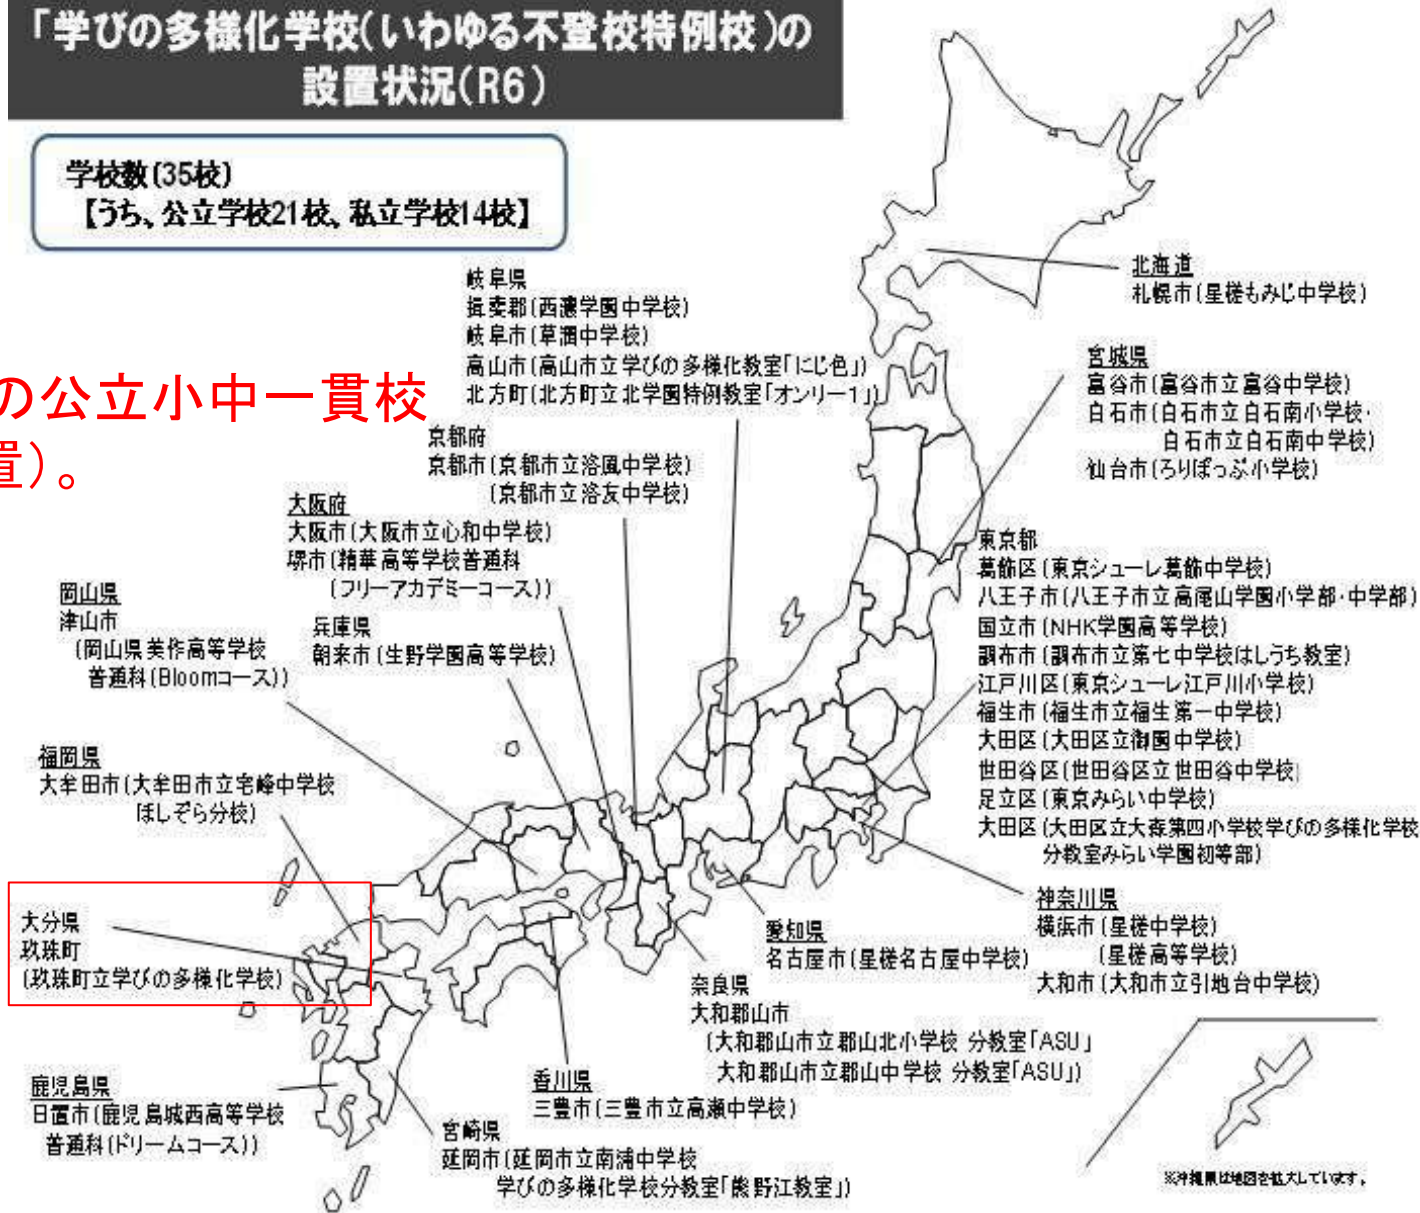 「学びの多様化学校(いわゆる不登校特例校)の
設置状況(R6)
学校数(35校)
【うち、公立学校21校、私立学校14校】
の公立小中一貫校
置)。
北海道
札幌市(星槎もみじ中学校)
岐阜県
揖斐郡(西濃学園中学校)
岐阜市(草潤中学校)
高山市(高山市立学びの多様化教室「にじ色」)
北方町(北方町立北学園特例教室「オンリー1」)
宮城県
富谷市(富谷市立富谷中学校)
白石市(白石市立白石南小学校・
白石市立白石南中学校)
仙台市(ろりぽっぷ小学校)
京都府
京都市(京都市立洛風中学校)
(京都市立洛友中学校)
大阪府
大阪市(大阪市立心和中学校)
堺市(精華高等学校普通科
(フリーアカデミーコース))
東京都
葛飾区(東京シューレ葛飾中学校)
八王子市(八王子市立高尾山学園小学部・中学部)
国立市(NHK学園高等学校)
調布市(調布市立第七中学校はしうち教室)
江戸川区(東京シューレ江戸川小学校)
福生市(福生市立福生第一中学校)
大田区(大田区立御園中学校)
世田谷区(世田谷区立世田谷中学校)
足立区(東京みらい中学校)
大田区(大田区立大森第四小学校学びの多様化学校
分教室みらい学園初等部)
岡山県
津山市
(岡山県美作高等学校
普通科(Bloomコース))
兵庫県
朝来市(生野学園高等学校)
福岡県
大牟田市(大牟田市立宅峰中学校
ほしぞら分校)
大分県
玖珠町
(玖珠町立学びの多様化学校)
神奈川県
横浜市(星槎中学校)
(星槎高等学校)
大和市(大和市立引地台中学校)
愛知県
名古屋市(星槎名古屋中学校)
奈良県
大和郡山市
(大和郡山市立郡山北小学校 分教室「ASU」
大和郡山市立郡山中学校 分教室「ASU」)
鹿児島県
日置市(鹿児島城西高等学校
普通科(ドリームコース))
香川県
三豊市(三豊市立高瀬中学校)
宮崎県
延岡市(延岡市立南浦中学校
学びの多様化学校分教室「熊野江教室」)
※沖縄県は地図を拡大しています。